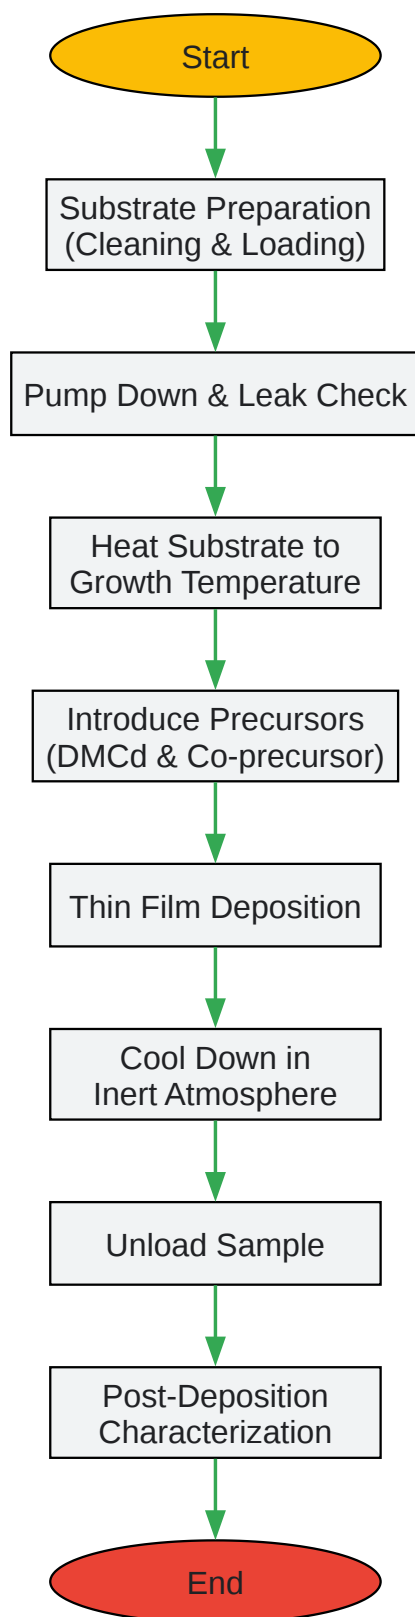 Start
Substrate Preparation
(Cleaning & Loading)
Pump Down & Leak Check
Heat Substrate to
Growth Temperature
Introduce Precursors
(DMCd & Co-precursor)
Thin Film Deposition
Cool Down in
Inert Atmosphere
Unload Sample
Post-Deposition
Characterization
End